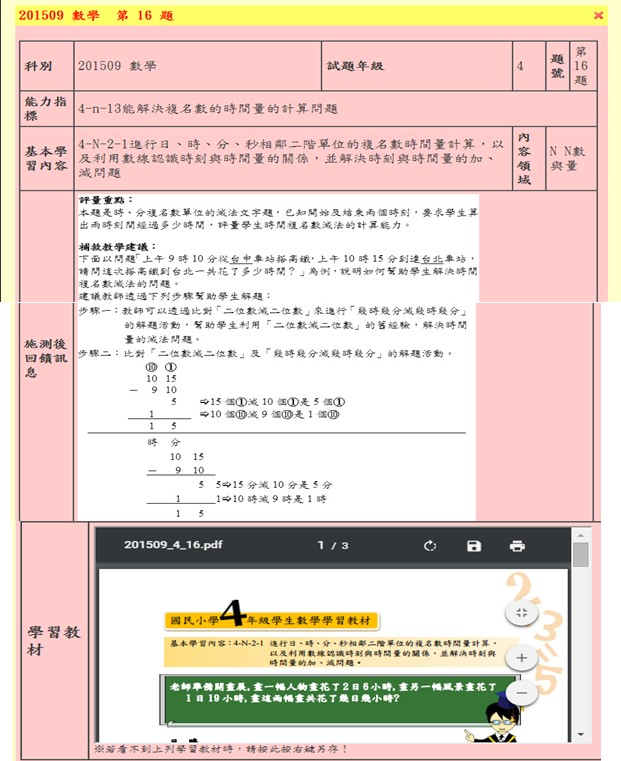 201509 數學 第 16 題
科別 201509 數學 試題年級 4 題號 第16題
能力指標 4-n-13能解決複名數的時間量的計算問題
基本學習內容 4-N-2-1進行日、時、分、秒相鄰二階單位的複名數時間量計算，以
及利用數線認識時刻與時間量的關係，並解決時刻與時間量的加、
減問題
內容領域 N N數與量
施測後回饋訊息
評量重點：
本題是時、分複名數單位的減法文字題，已知開始及結束兩個時刻，要求學生算
出兩時刻間經過多少時間，評量學生時間複名數減法的計算能力。
補救教學建議：
下面以問題「上午 9 時 10 分從台中車站搭高鐵，上午 10 時 15 分到達台北車站，
請問這次搭高鐵到台北一共花了多少時間？」為例，說明如何幫助學生解決時間
複名數減法的問題。
建議教師透過下列步驟幫助學生解題：
步驟一：教師可以透過比對「二位數減二位數」來進行「幾時幾分減幾時幾分」
的解題活動，幫助學生利用「二位數減二位數」的舊經驗，解決時間
量的減法問題。
步驟二：比對「二位數減二位數」及「幾時幾分減幾時幾分」的解題活動。
⑩ ①
10 15
－ 9 10
5 ⇨15 個①減 10 個①是 5 個①
1 ⇨10 個⑩減 9 個⑩是 1 個⑩
1 5
時 分
10 15
－ 9 10
5 5⇨15 分減 10 分是 5 分
1 1⇨10 時減 9 時是 1 時
1 5
學習教材
201509_4_16.pdf 1 / 3
國民小學4年級學生數學學習教材
基本學習內容：4-N-2-1 進行日、時、分、秒相鄰二階單位的複名數時間量計算，
以及利用數線認識時刻與時間量的關係，並解決時刻與
時間量的加、減問題。
老師準備開畫展，畫一幅人物畫花了2日6小時，畫另一幅風景畫花了
1日19小時，畫這兩幅畫共花了幾日幾小時？
※若看不到上列學習教材時，請按此按右鍵另存！